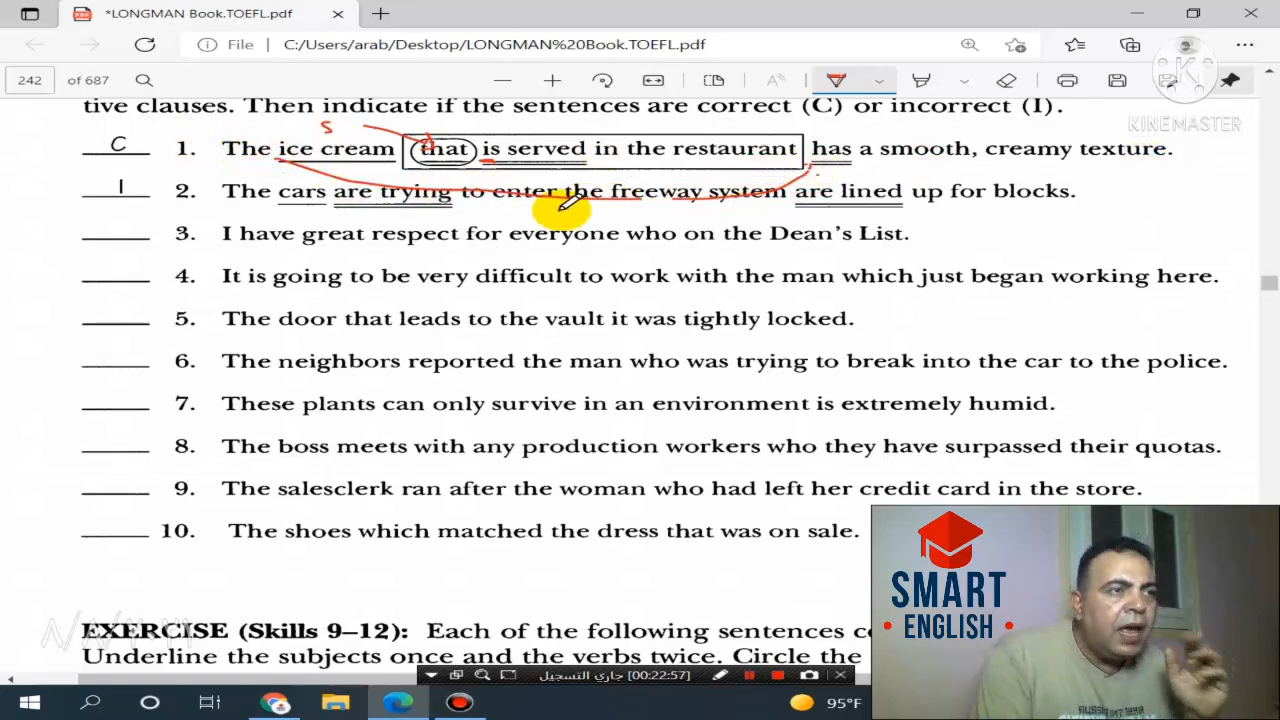 *LONGMAN Book.TOEFL.pdf
File C:/Users/arab/Desktop/LONGMAN%20Book.TOEFL.pdf
242 of 687
KINEMASTER
tive clauses. Then indicate if the sentences are correct (C) or incorrect (I).
S
C 1. The ice cream that is served in the restaurant has a smooth, creamy texture.
I 2. The cars are trying to enter the freeway system are lined up for blocks.
3. I have great respect for everyone who on the Dean's List.
4. It is going to be very difficult to work with the man which just began working here.
5. The door that leads to the vault it was tightly locked.
6. The neighbors reported the man who was trying to break into the car to the police.
7. These plants can only survive in an environment is extremely humid.
8. The boss meets with any production workers who they have surpassed their quotas.
9. The salesclerk ran after the woman who had left her credit card in the store.
10. The shoes which matched the dress that was on sale.
SMART
ENGLISH
EXERCISE (Skills 9–12): Each of the following sentences
Underline the subjects once and the verbs twice. Circle the
جاري التسجيل 00:22:57
95°F